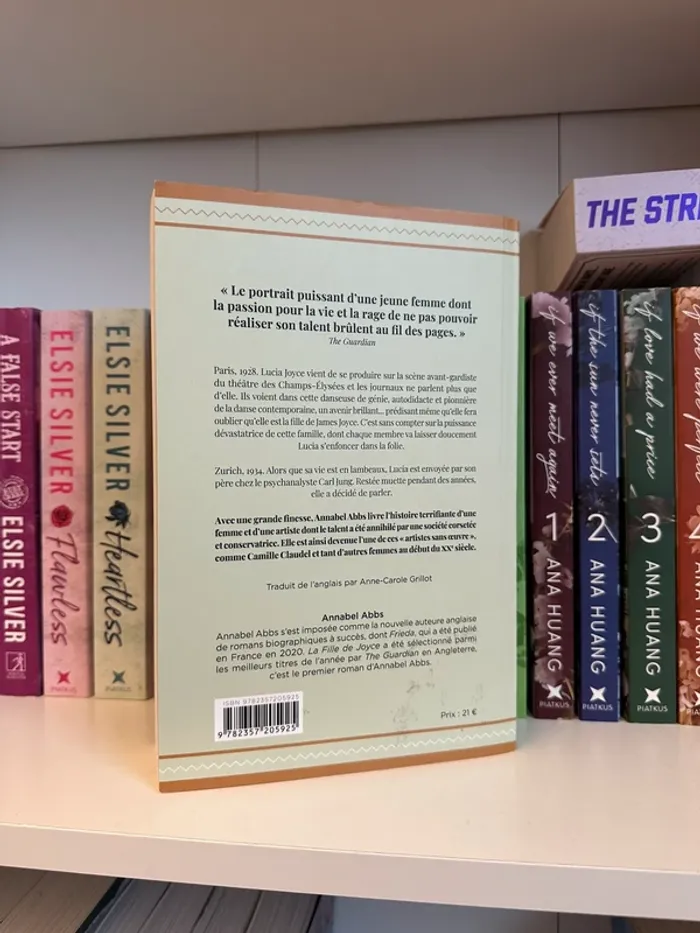 THE STR
« Le portrait puissant d'une jeune femme dont
la passion pour la vie et la rage de ne pas pouvoir
réaliser son talent brûlent au fil des pages. »
The Guardian
Paris, 1928. Lucia Joyce vient de se produire sur la scène avant-gardiste
du théâtre des Champs-Élysées et les journaux ne parlent plus que
d'elle. Ils voient dans cette danseuse de génie, autodidacte et pionnière
de la danse contemporaine, un avenir brillant... prédisant même qu'elle fera
oublier qu'elle est la fille de James Joyce. C'est sans compter sur la puissance
dévastatrice de cette famille, dont chaque membre va laisser doucement
Lucia s'enfoncer dans la folie.
Zurich, 1934. Alors que sa vie est en lambeaux, Lucia est envoyée par son
père chez le psychanalyste Carl Jung. Restée muette pendant des années,
elle a décidé de parler.
Avec une grande finesse, Annabel Abbs livre l'histoire terrifiante d'une
femme et d'une artiste dont le talent a été annihilé par une société corsetée
et conservatrice. Elle est ainsi devenue l'une de ces « artistes sans œuvre »,
comme Camille Claudel et tant d'autres femmes au début du XXe siècle.
Traduit de l'anglais par Anne-Carole Grillot
Annabel Abbs
Annabel Abbs s'est imposée comme la nouvelle auteure anglaise
de romans biographiques à succès, dont Frieda, qui a été publié
en France en 2020. La Fille de Joyce a été sélectionné parmi
les meilleurs titres de l'année par The Guardian en Angleterre,
c'est le premier roman d'Annabel Abbs.
ISBN 9782357205925
9 782357 205925
Prix : 21 €
A FALSE START
ELSIE SILVER
ELSIE SILVER
Flawless
PIATKUS
ELSIE SILVER
Heartless
PIATKUS
if we ever meet again
1
ANA HUANG
PIATKUS
if the sun never sets
2
ANA HUANG
PIATKUS
if love had a price
3
ANA HUANG
PIATKUS